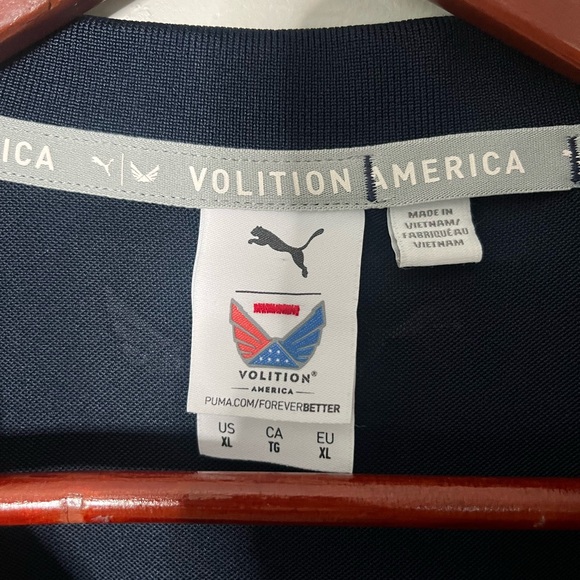 ICA VOLITION AMERICA
MADE IN
VIETNAM/
FABRIQUÉ AU
VIETNAM
VOLITION®
AMERICA
PUMA.COM/FOREVERBETTER
US CA EU
XL TG XL